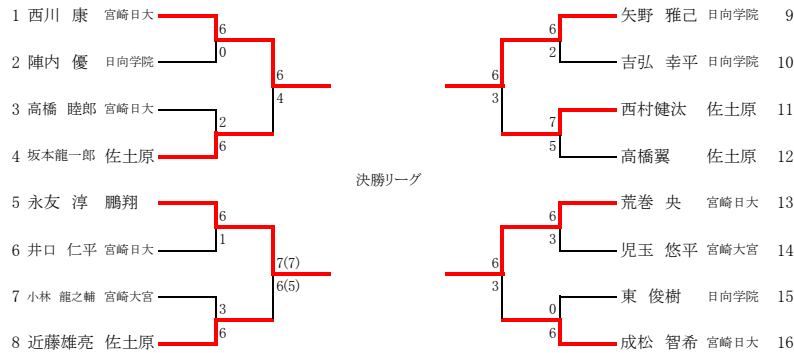 1 西川 康 宮崎日大
6
0
2 陣内 優 日向学院
6
4
3 高橋 睦郎 宮崎日大
2
6
4 坂本龍一郎 佐土原
5 永友 淳 鵬翔
6
1
6 井口 仁平 宮崎日大
7(7)
6(5)
7 小林 龍之輔 宮崎大宮
3
6
8 近藤雄亮 佐土原
決勝リーグ
矢野 雅己 日向学院 9
6
2
吉弘 幸平 日向学院 10
6
3
西村健汰 佐土原 11
7
5
高橋翼 佐土原 12
荒巻 央 宮崎日大 13
6
3
児玉 悠平 宮崎大宮 14
6
3
東 俊樹 日向学院 15
0
6
成松 智希 宮崎日大 16